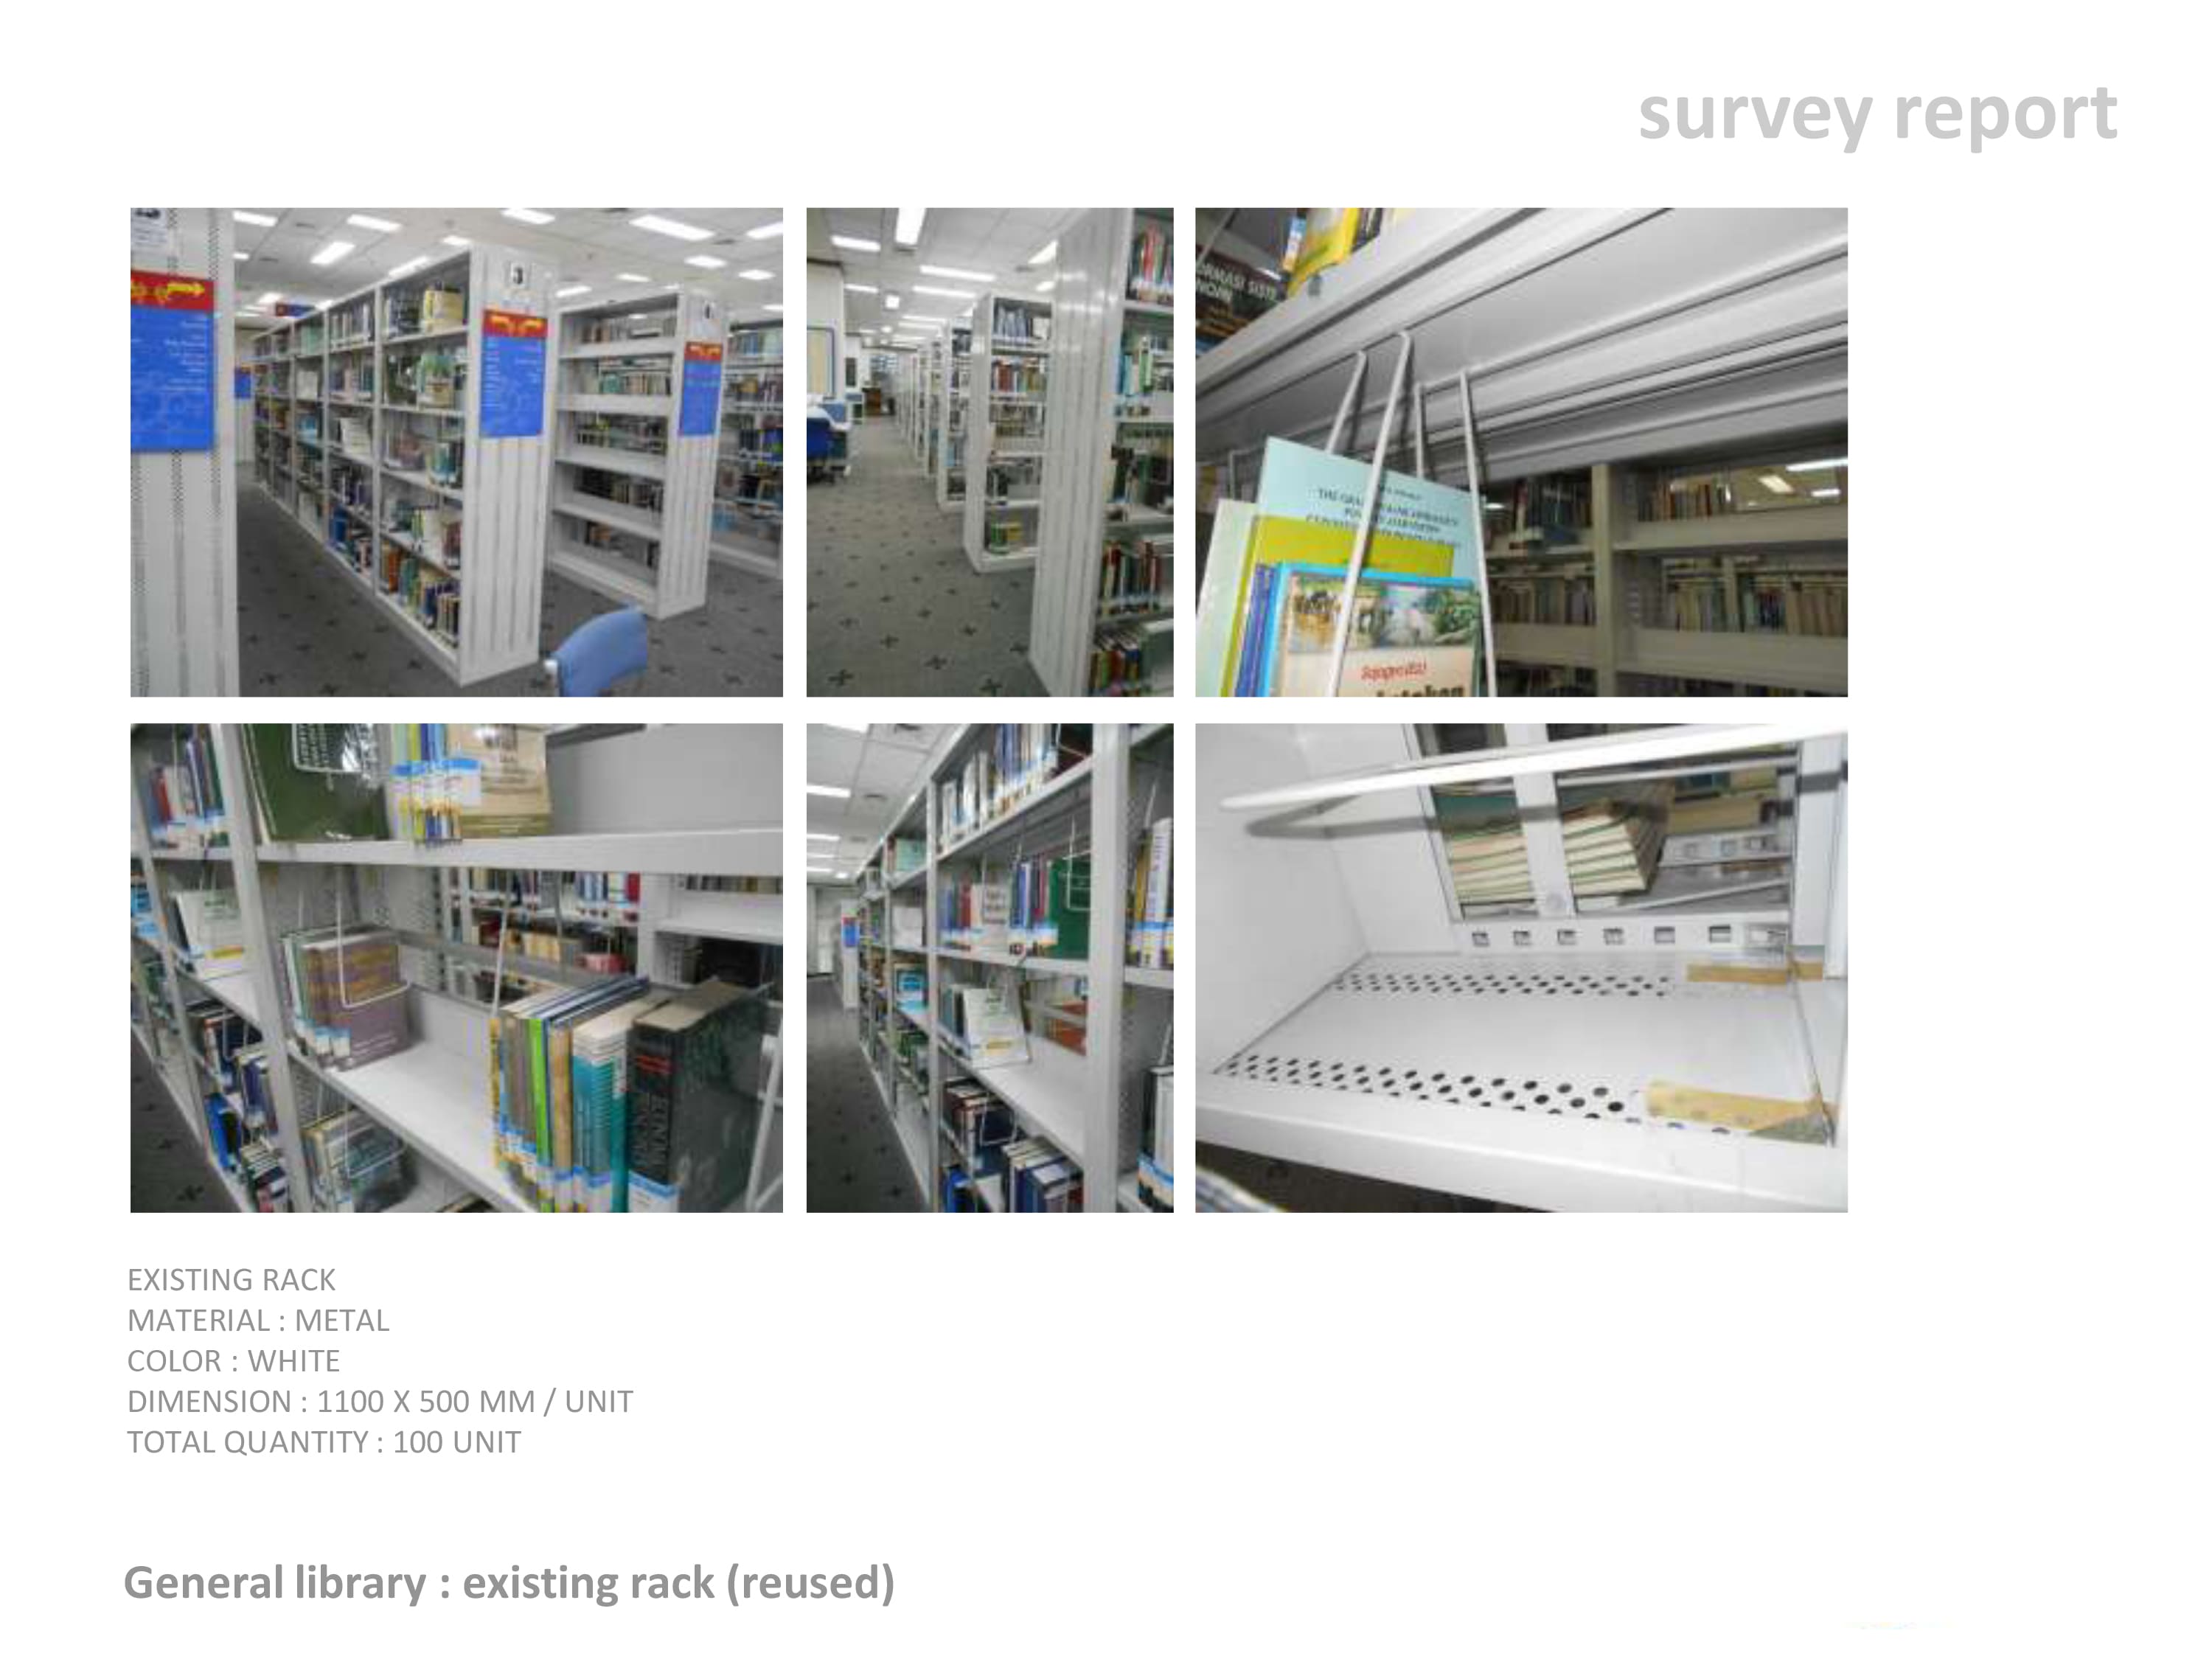 survey report
3
EXISTING RACK
MATERIAL : METAL
COLOR : WHITE
DIMENSION : 1100 X 500 MM / UNIT
TOTAL QUANTITY : 100 UNIT
General library : existing rack (reused)